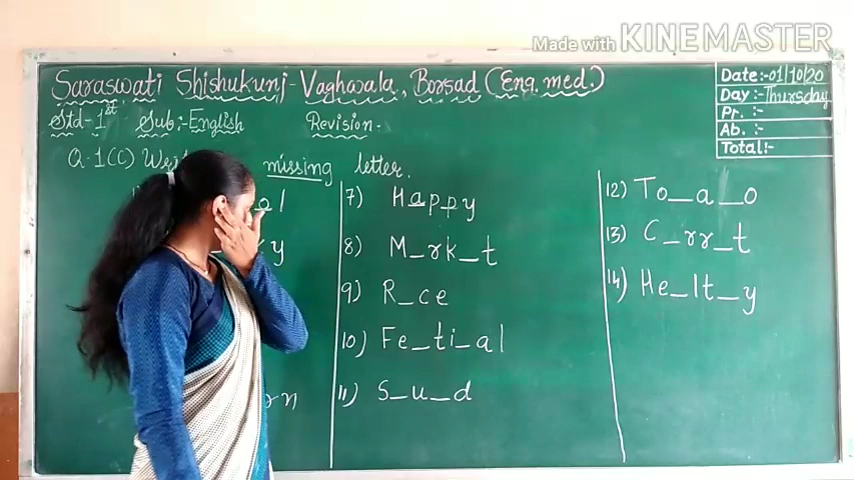 Made with KINEMASTER
Saraswati Shishukunj-Vaghwala, Borsad (Eng. med.)
Date:-01/10/20
Day:-Thursday
Pr. :-
Ab. :-
Total:-
Std-1st Sub:-English Revision-
Q.1(C) missing letter.
7) Happy
8) M_rk_t
9) R_ce
10) Fe_ti_al
11) S_u_d
12) To_a_o
13) C_rr_t
14) He_lt_y